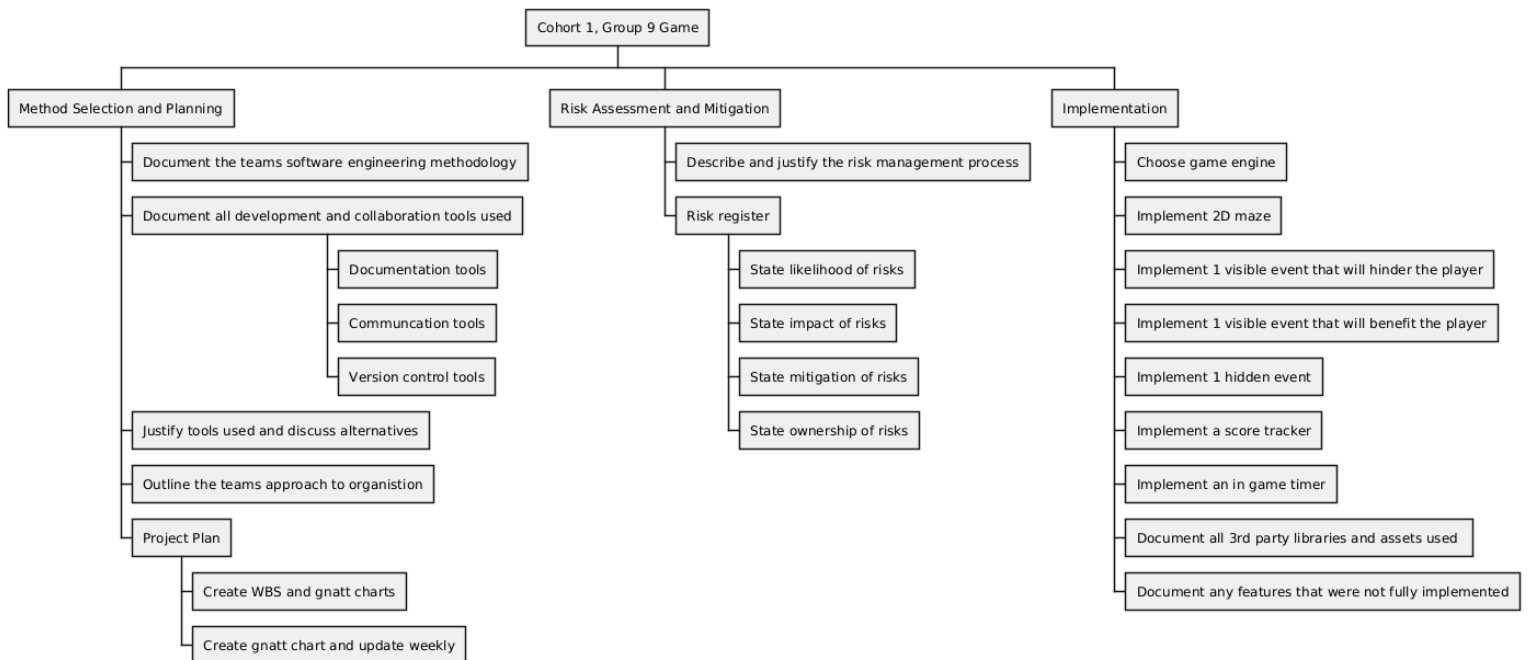 Cohort 1, Group 9 Game
Method Selection and Planning
Document the teams software engineering methodology
Document all development and collaboration tools used
Documentation tools
Communcation tools
Version control tools
Justify tools used and discuss alternatives
Outline the teams approach to organistion
Project Plan
Create WBS and gnatt charts
Create gnatt chart and update weekly
Risk Assessment and Mitigation
Describe and justify the risk management process
Risk register
State likelihood of risks
State impact of risks
State mitigation of risks
State ownership of risks
Implementation
Choose game engine
Implement 2D maze
Implement 1 visible event that will hinder the player
Implement 1 visible event that will benefit the player
Implement 1 hidden event
Implement a score tracker
Implement an in game timer
Document all 3rd party libraries and assets used
Document any features that were not fully implemented